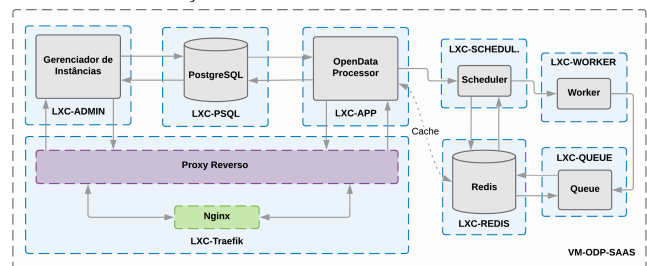 LXC-SCHEDUL.
Gerenciador de
Instâncias
PostgreSQL
OpenData
Processor
Scheduler
LXC-WORKER
Worker
LXC-ADMIN
LXC-PSQL
LXC-APP
Cache
Proxy Reverso
LXC-QUEUE
Redis
Queue
Nginx
LXC-REDIS
LXC-Traefik
VM-ODP-SAAS